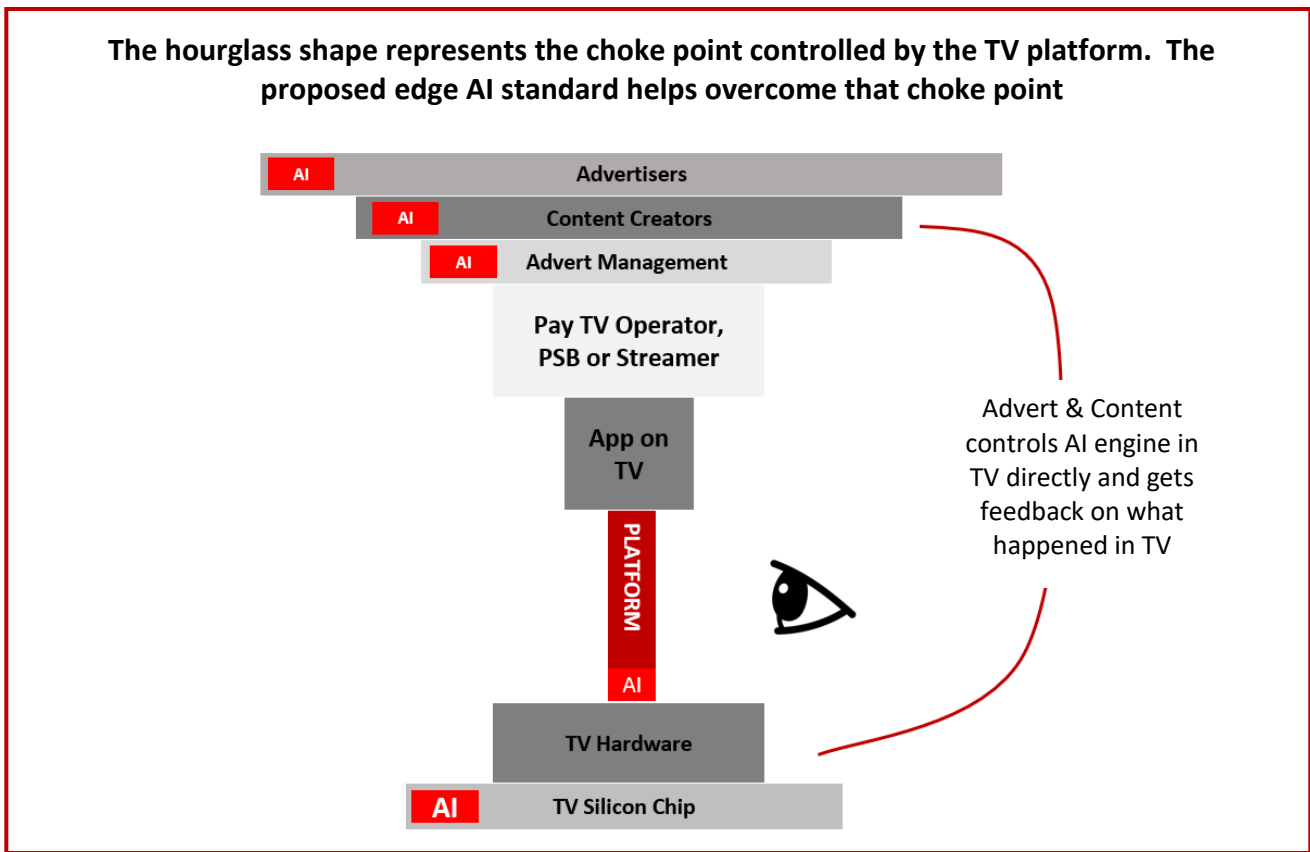 The hourglass shape represents the choke point controlled by the TV platform.  The
proposed edge AI standard helps overcome that choke point
AI
Advertisers
AI
Content Creators
AI
Advert Management
Pay TV Operator,
PSB or Streamer
App on
TV
PLATFORM
AI
Advert & Content
controls AI engine in
TV directly and gets
feedback on what
happened in TV
TV Hardware
AI
TV Silicon Chip